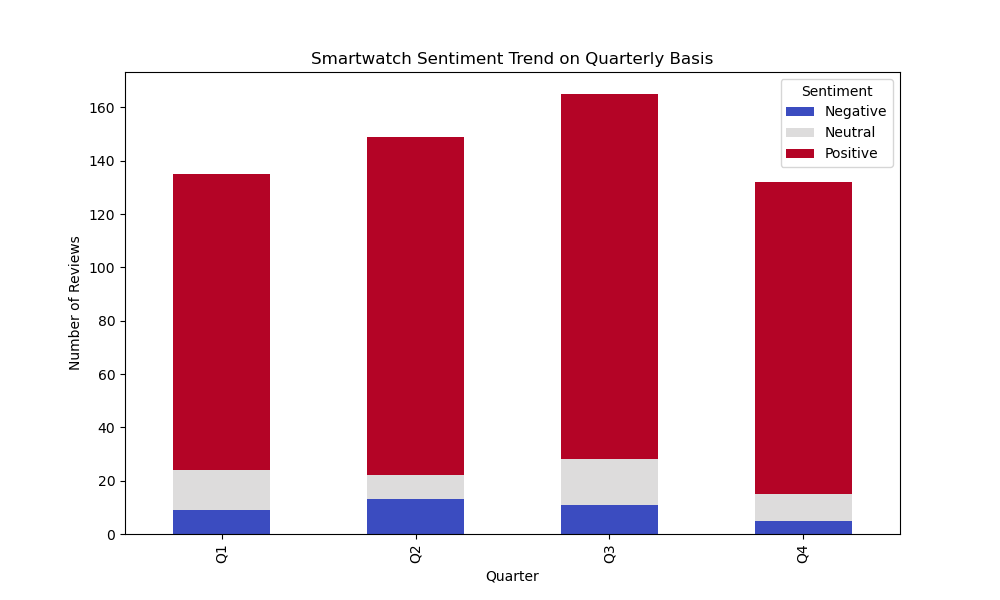 Smartwatch Sentiment Trend on Quarterly Basis
Sentiment
Negative
Neutral
Positive
Number of Reviews
160
140
120
100
80
60
40
20
0
Q1
Q2
Q3
Q4
Quarter